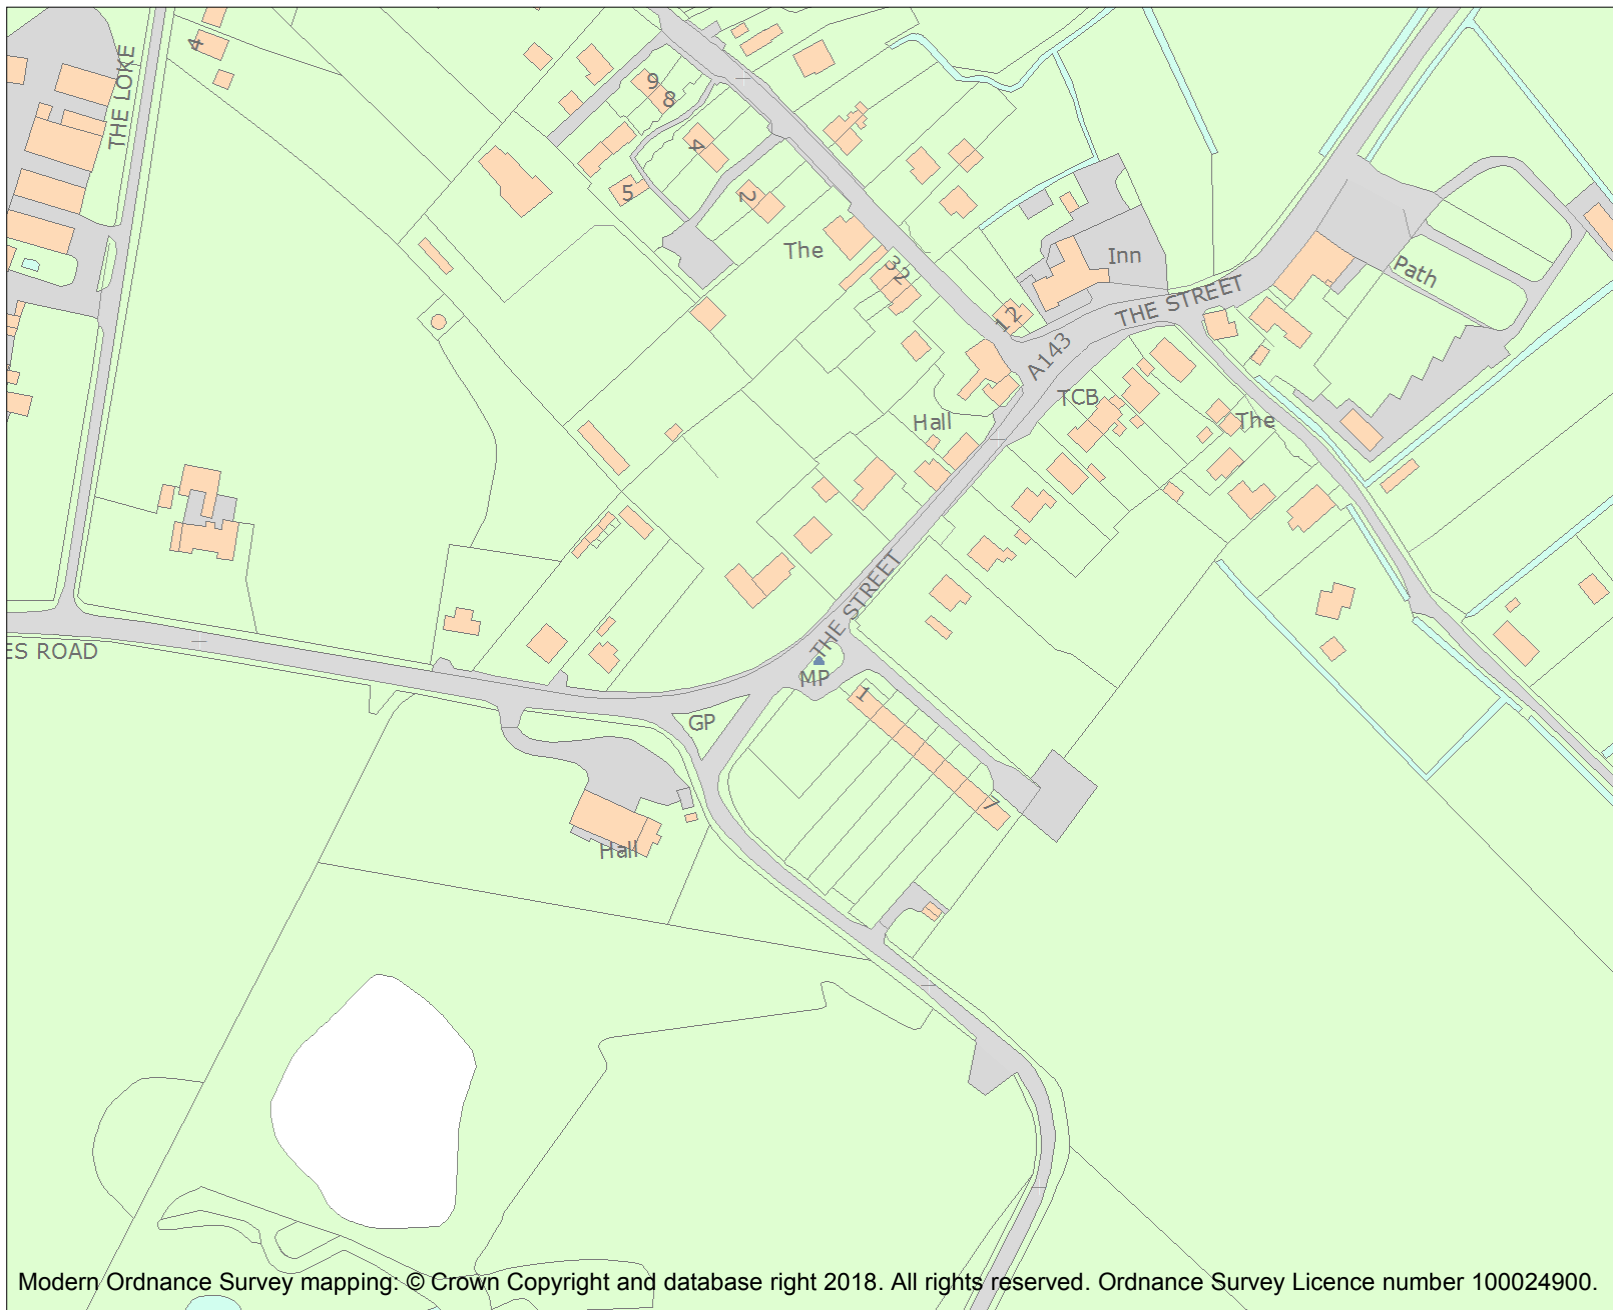 THE LOKE
4
9
8
4
5
2
The
32
Inn
12
THE STREET
Path
A143
TCB
Hall
The
THE STREET
ES ROAD
MP
1
GP
7
Hall
Modern Ordnance Survey mapping: © Crown Copyright and database right 2018. All rights reserved. Ordnance Survey Licence number 100024900.